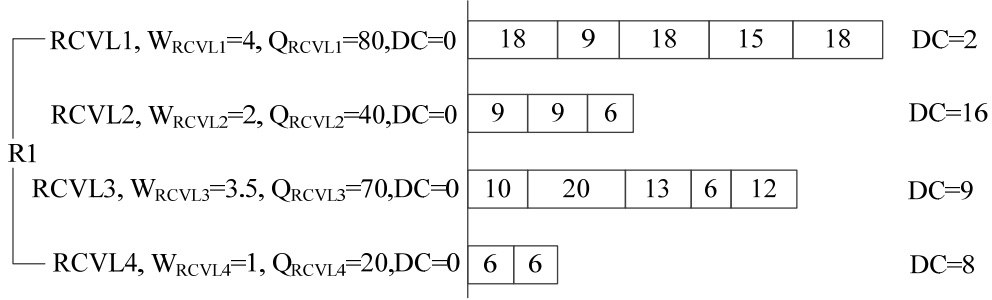 RCVL1, W_RCVL1=4, Q_RCVL1=80,DC=0 18 9 18 15 18 DC=2
RCVL2, W_RCVL2=2, Q_RCVL2=40,DC=0 9 9 6 DC=16
R1
RCVL3, W_RCVL3=3.5, Q_RCVL3=70,DC=0 10 20 13 6 12 DC=9
RCVL4, W_RCVL4=1, Q_RCVL4=20,DC=0 6 6 DC=8